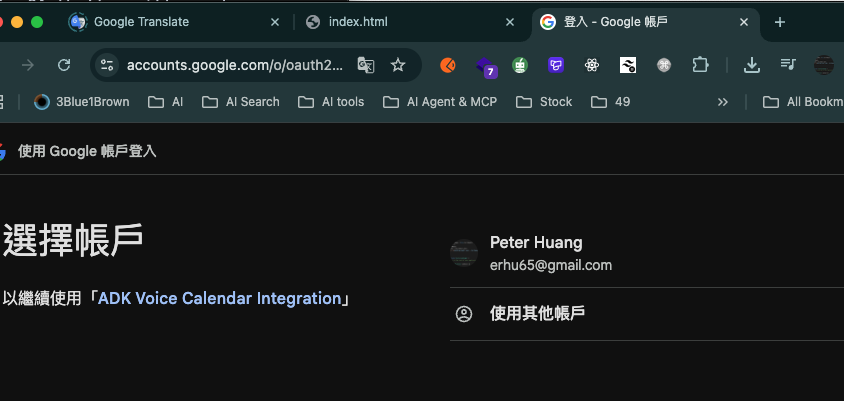 Google Translate
index.html
登入 - Google 帳戶
accounts.google.com/o/oauth2...
7
3Blue1Brown
AI
AI Search
AI tools
AI Agent & MCP
Stock
49
All Bookm
使用 Google 帳戶登入
選擇帳戶
以繼續使用「ADK Voice Calendar Integration」
Peter Huang
erhu65@gmail.com
使用其他帳戶